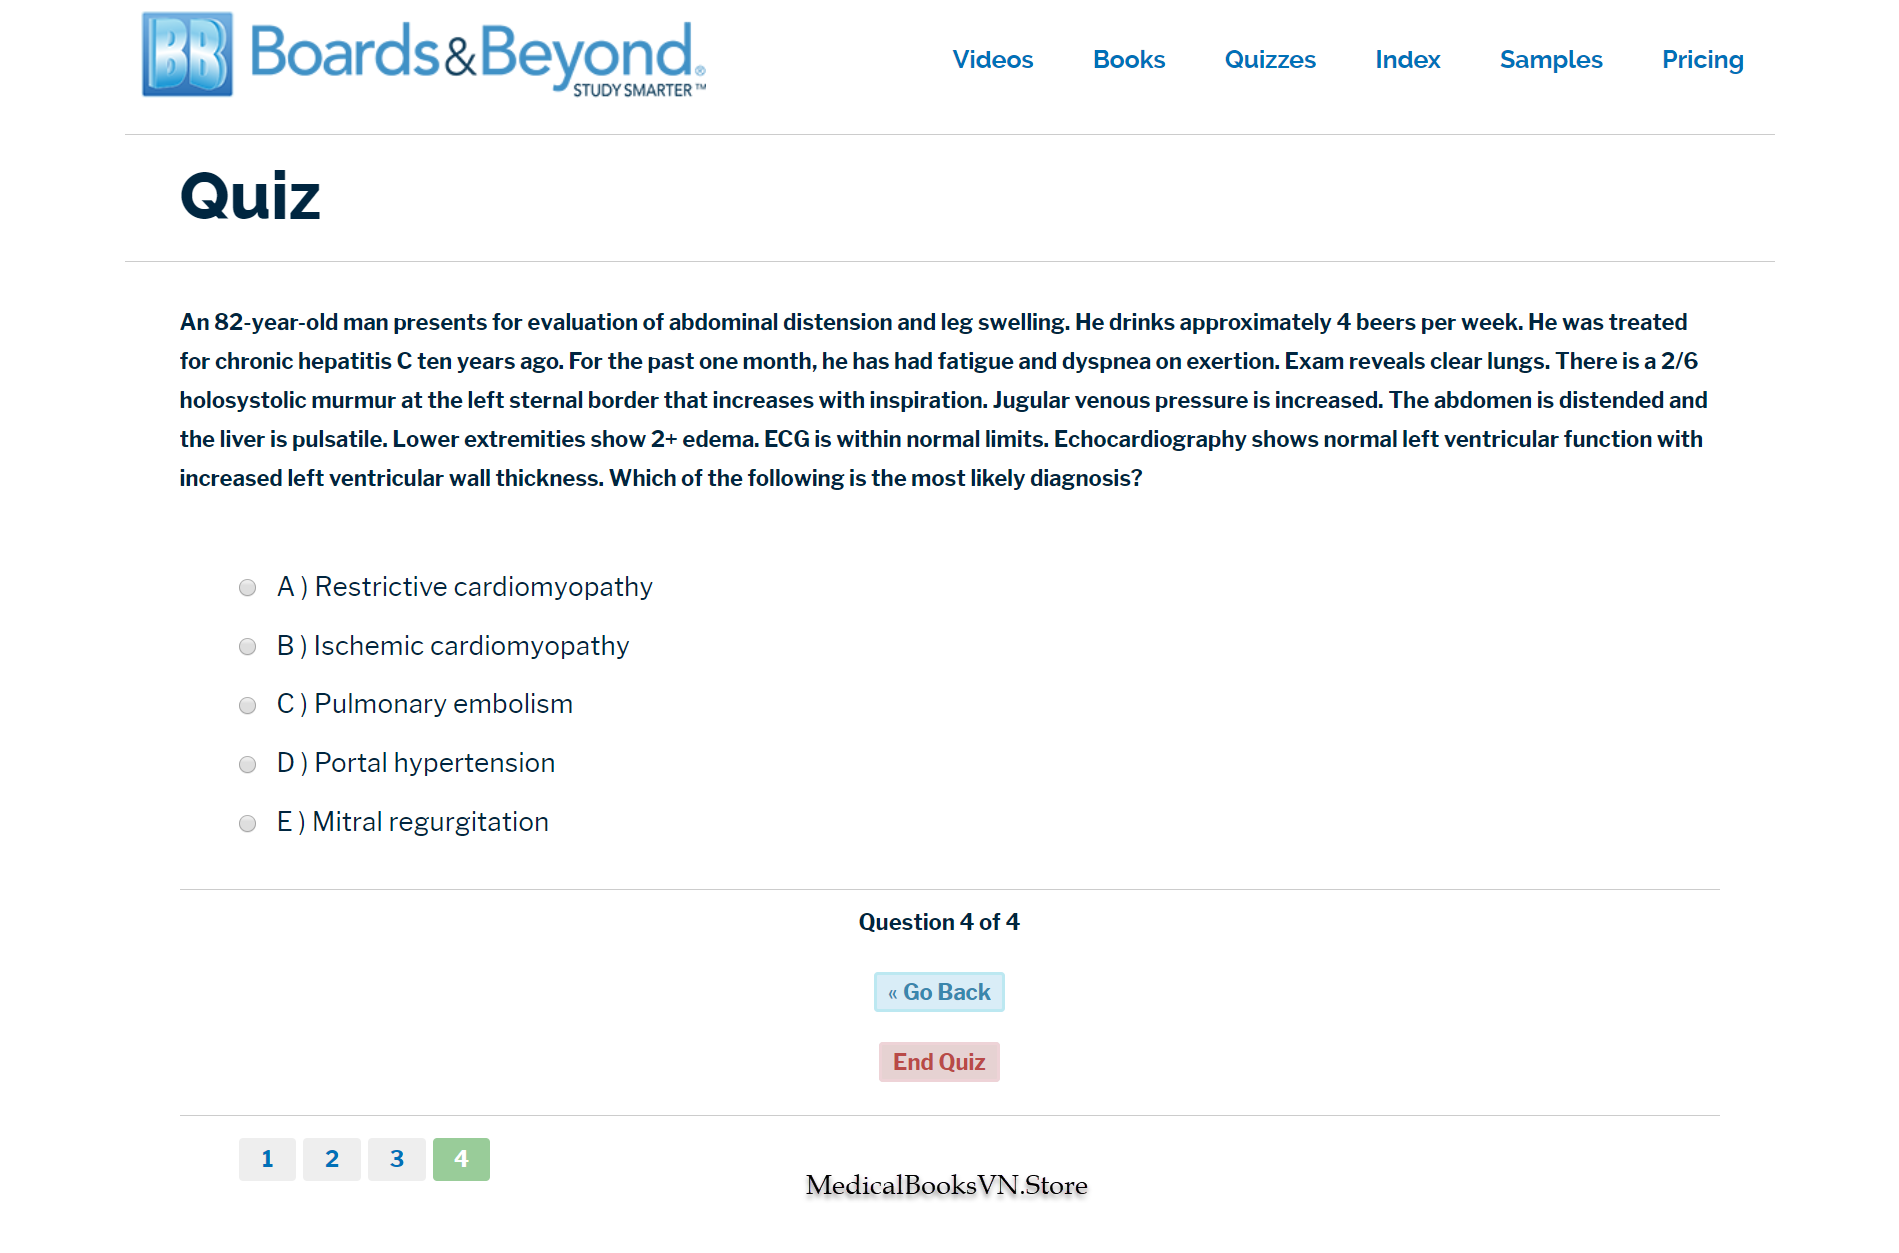 BB Boards&Beyond®
STUDY SMARTER™
Videos Books Quizzes Index Samples Pricing
Quiz
An 82-year-old man presents for evaluation of abdominal distension and leg swelling. He drinks approximately 4 beers per week. He was treated
for chronic hepatitis C ten years ago. For the past one month, he has had fatigue and dyspnea on exertion. Exam reveals clear lungs. There is a 2/6
holosystolic murmur at the left sternal border that increases with inspiration. Jugular venous pressure is increased. The abdomen is distended and
the liver is pulsatile. Lower extremities show 2+ edema. ECG is within normal limits. Echocardiography shows normal left ventricular function with
increased left ventricular wall thickness. Which of the following is the most likely diagnosis?
A ) Restrictive cardiomyopathy
B ) Ischemic cardiomyopathy
C ) Pulmonary embolism
D ) Portal hypertension
E ) Mitral regurgitation
Question 4 of 4
« Go Back
End Quiz
1 2 3 4
MedicalBooksVN.Store